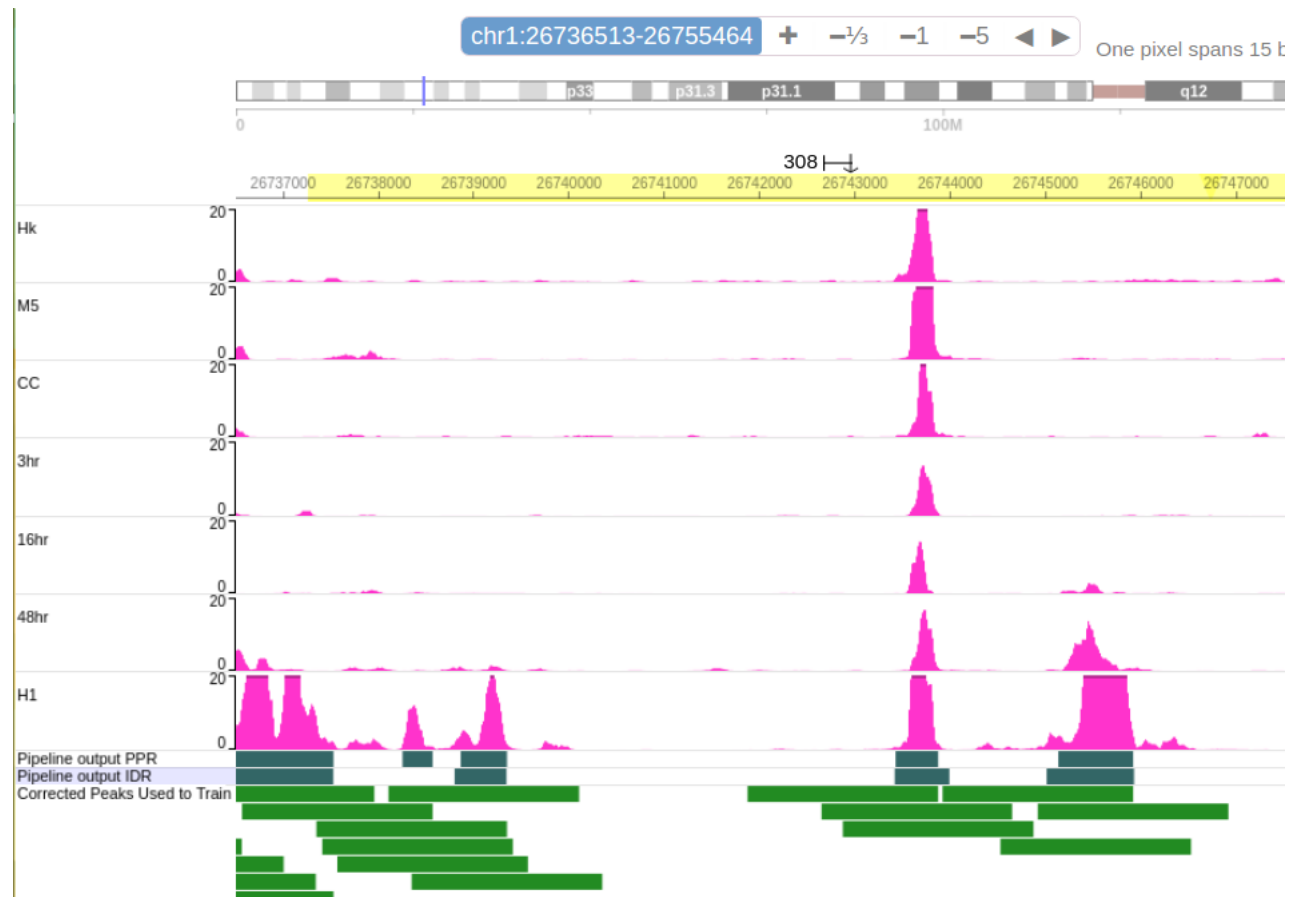 chr1:26736513-26755464 + −⅓ −1 −5 ◀ ▶
One pixel spans 15 b
p33 p31.3 p31.1 q12
0 100M
308
26737000 26738000 26739000 26740000 26741000 26742000 26743000 26744000 26745000 26746000 26747000
20
Hk
0
20
M5
0
20
CC
0
20
3hr
0
20
16hr
0
20
48hr
0
20
H1
0
Pipeline output PPR
Pipeline output IDR
Corrected Peaks Used to Train